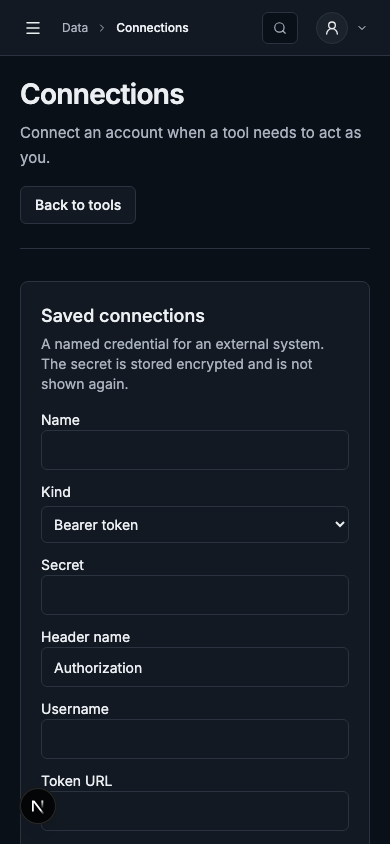 Data > Connections
Connections
Connect an account when a tool needs to act as
you.
Back to tools
Saved connections
A named credential for an external system.
The secret is stored encrypted and is not
shown again.
Name
Kind
Bearer token
Secret
Header name
Authorization
Username
Token URL
N